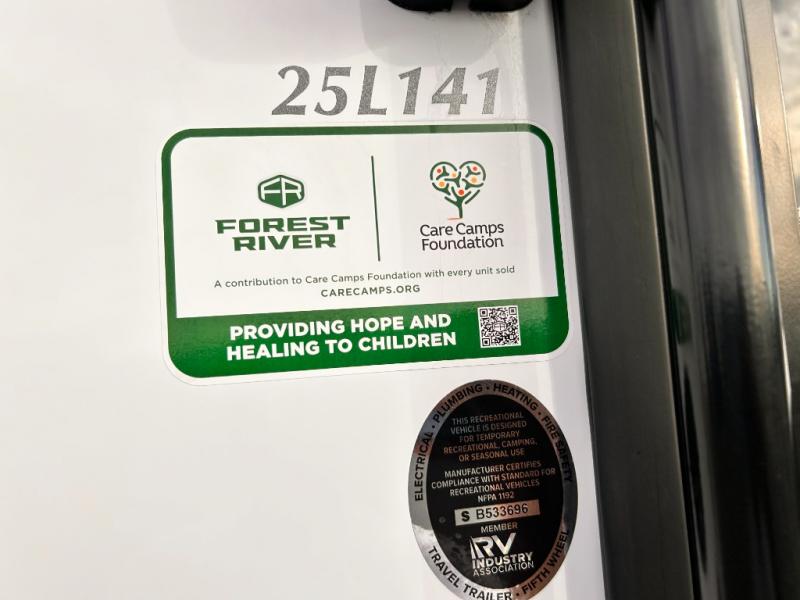 25L141
FR
FOREST
RIVER
Care Camps
Foundation
A contribution to Care Camps Foundation with every unit sold
CARECAMPS.ORG
PROVIDING HOPE AND
HEALING TO CHILDREN
ELECTRICAL • PLUMBING • HEATING • FIRE SAFETY
THIS RECREATIONAL
VEHICLE IS DESIGNED
FOR TEMPORARY
RECREATIONAL, CAMPING,
OR SEASONAL USE
MANUFACTURER CERTIFIES
COMPLIANCE WITH STANDARD FOR
RECREATIONAL VEHICLES
NFPA 1192
S B533696
MEMBER
RV
INDUSTRY
ASSOCIATION
TRAVEL TRAILER • FIFTH WHEEL